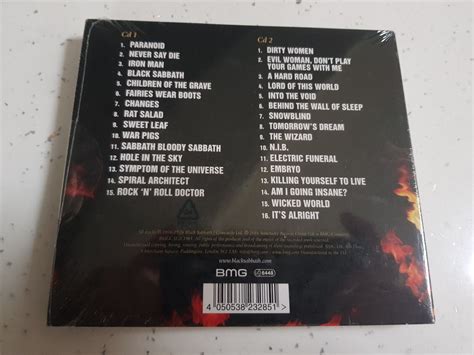 Cd 1
1. PARANOID
2. NEVER SAY DIE
3. IRON MAN
4. BLACK SABBATH
5. CHILDREN OF THE GRAVE
6. FAIRIES WEAR BOOTS
7. CHANGES
8. RAT SALAD
9. SWEET LEAF
10. WAR PIGS
11. SABBATH BLOODY SABBATH
12. HOLE IN THE SKY
13. SYMPTOM OF THE UNIVERSE
14. SPIRAL ARCHITECT
15. ROCK 'N' ROLL DOCTOR
Cd 2
1. DIRTY WOMEN
2. EVIL WOMAN, DON'T PLAY
YOUR GAMES WITH ME
3. A HARD ROAD
4. LORD OF THIS WORLD
5. INTO THE VOID
6. BEHIND THE WALL OF SLEEP
7. SNOWBLIND
8. TOMORROW'S DREAM
9. THE WIZARD
10. N.I.B.
11. ELECTRIC FUNERAL
12. EMBRYO
13. KILLING YOURSELF TO LIVE
14. AM I GOING INSANE?
15. WICKED WORLD
16. IT'S ALRIGHT
www.blacksabbath.com
BMG
4 050538 232851 >